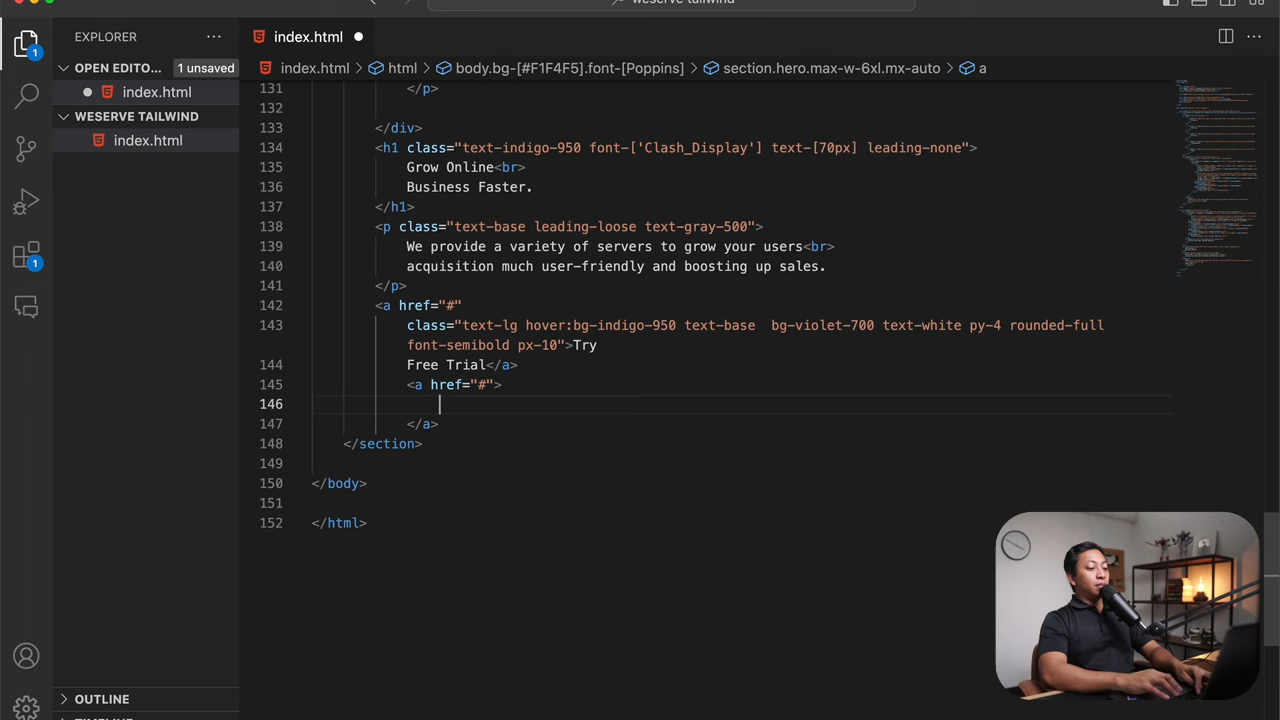 weserve tailwind
EXPLORER
index.html
1
OPEN EDITO... 1 unsaved
index.html > html > body.bg-[#F1F4F5].font-[Poppins] > section.hero.max-w-6xl.mx-auto > a
index.html
WESERVE TAILWIND
index.html
1
131 </p>
132
133 </div>
134 <h1 class="text-indigo-950 font-['Clash_Display'] text-[70px] leading-none">
135 Grow Online<br>
136 Business Faster.
137 </h1>
138 <p class="text-base leading-loose text-gray-500">
139 We provide a variety of servers to grow your users<br>
140 acquisition much user-friendly and boosting up sales.
141 </p>
142 <a href="#"
143 class="text-lg hover:bg-indigo-950 text-base  bg-violet-700 text-white py-4 rounded-full
font-semibold px-10">Try
144 Free Trial</a>
145 <a href="#">
146
147 </a>
148 </section>
149
150 </body>
151
152 </html>
OUTLINE
TIMELINE